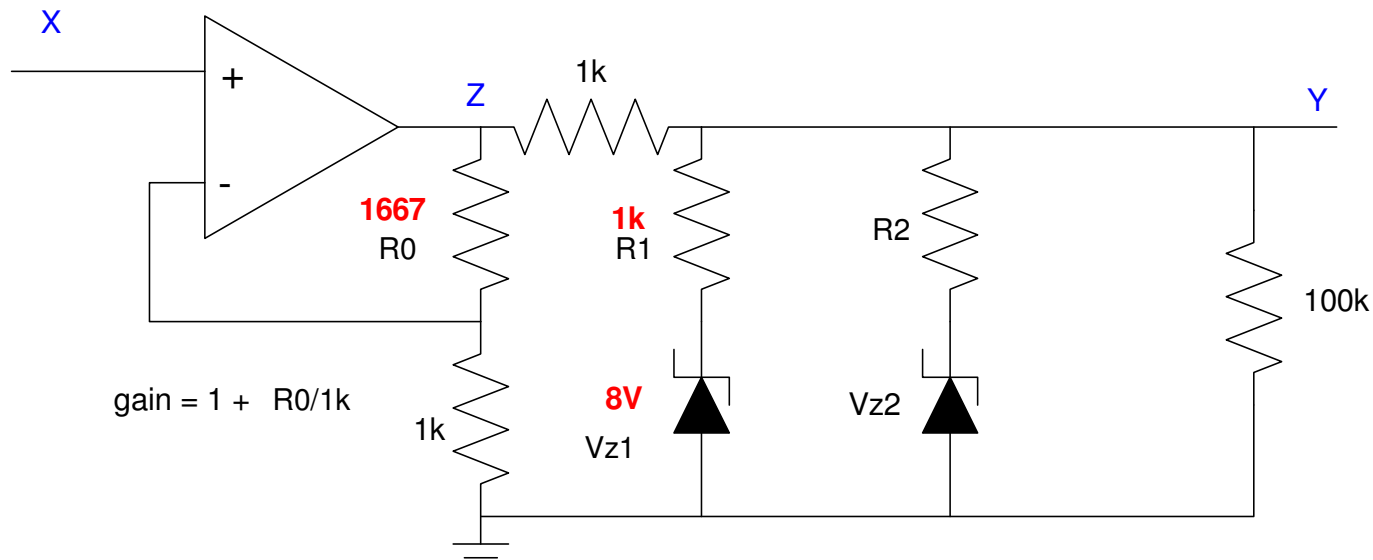 X
+
-
Z
1k
Y
1667
R0
1k
R1
R2
100k
gain = 1 + R0/1k
1k
8V
Vz1
Vz2